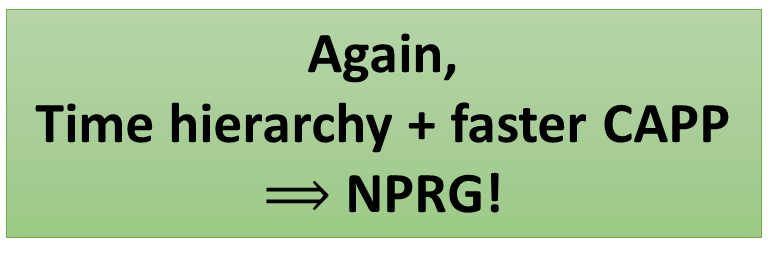 Again,
Time hierarchy + faster CAPP
⟹ NPRG!